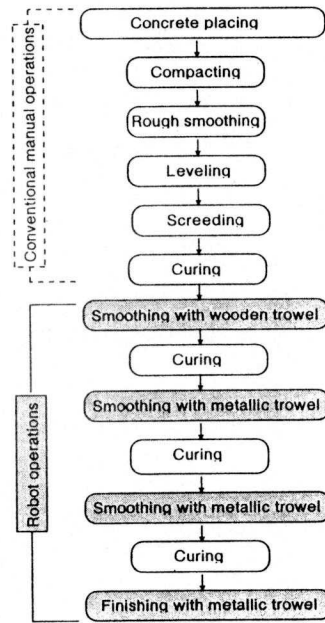 Conventional manual operations
Concrete placing
Compacting
Rough smoothing
Leveling
Screeding
Curing
Robot operations
Smoothing with wooden trowel
Curing
Smoothing with metallic trowel
Curing
Smoothing with metallic trowel
Curing
Finishing with metallic trowel